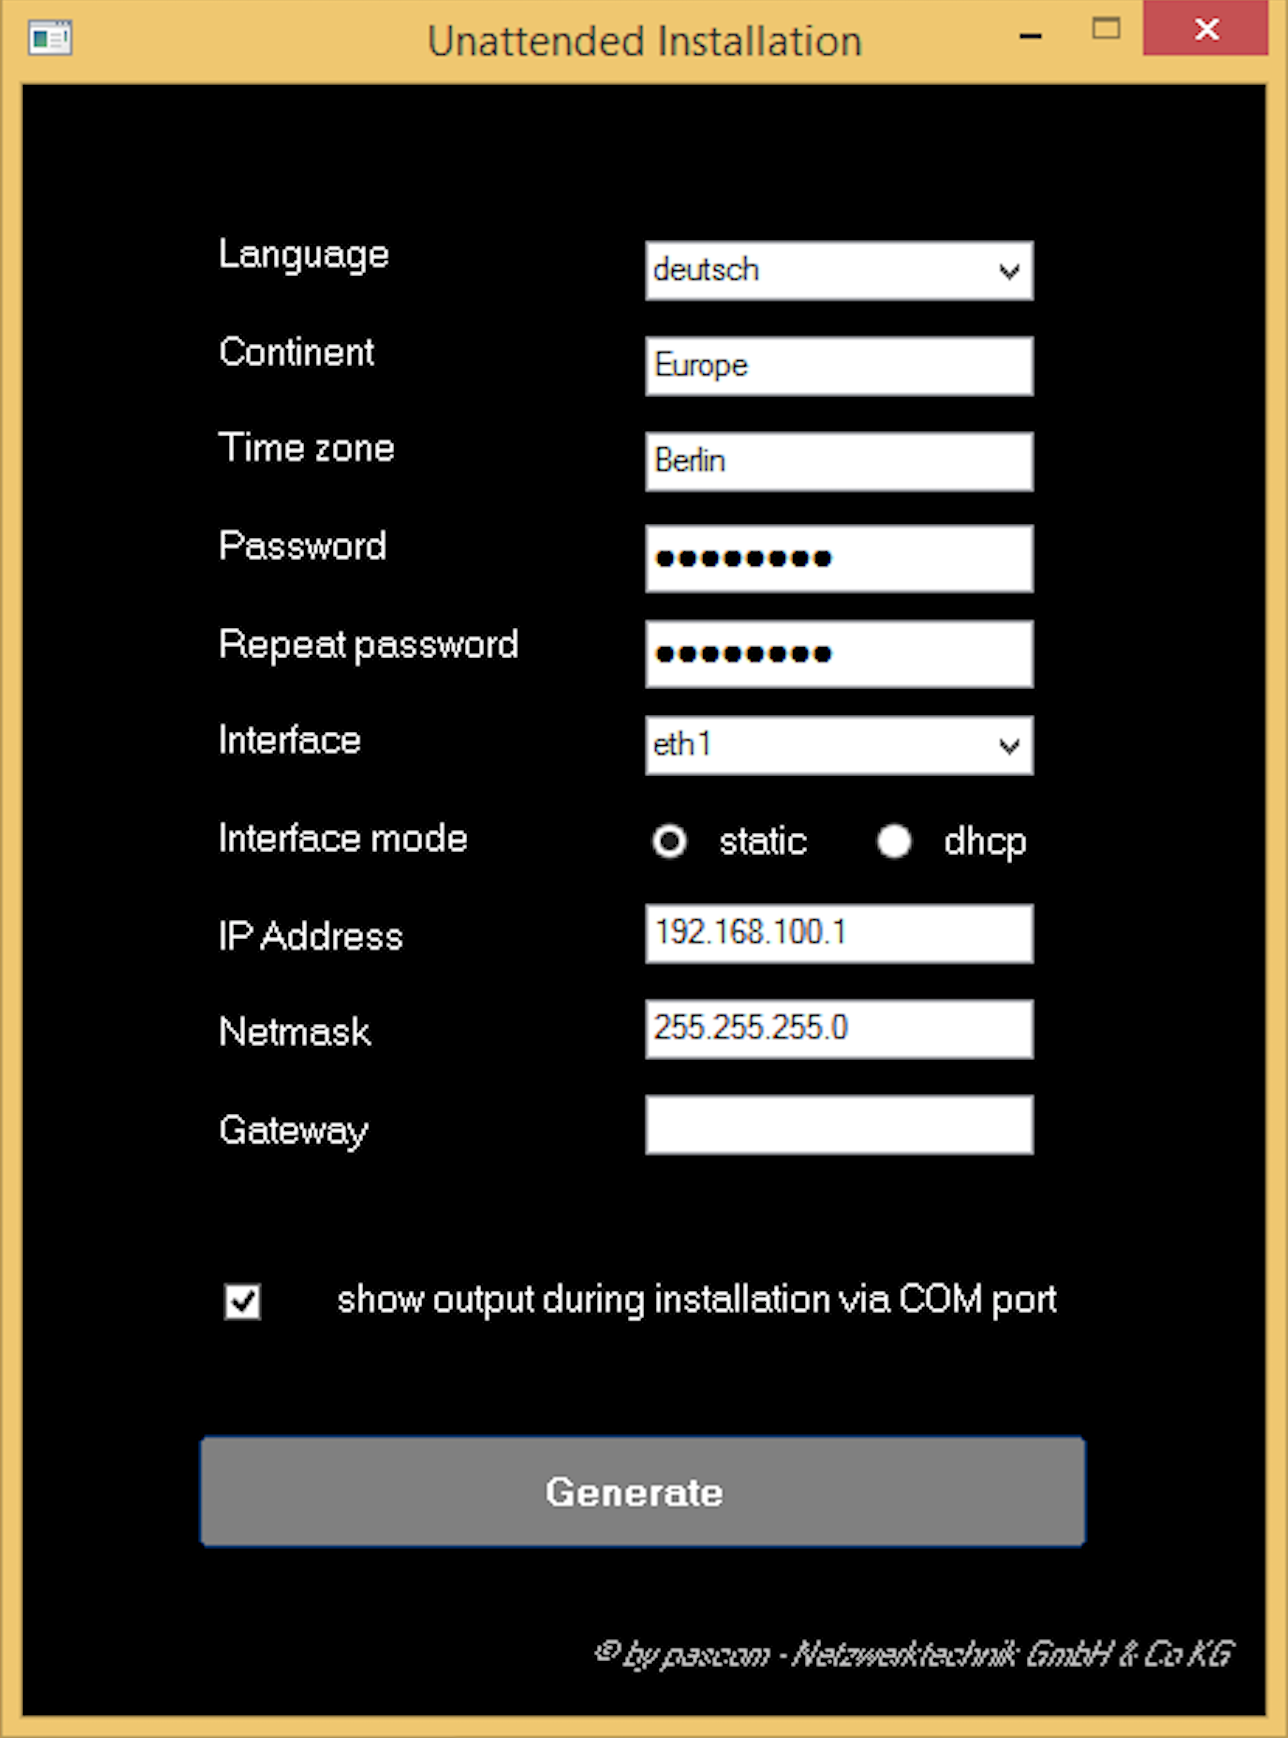 Unattended Installation
Language deutsch
Continent Europe
Time zone Berlin
Password ••••••••
Repeat password ••••••••
Interface eth1
Interface mode static dhcp
IP Address 192.168.100.1
Netmask 255.255.255.0
Gateway
show output during installation via COM port
Generate
© by pascom - Netzwerktechnik GmbH & Co KG